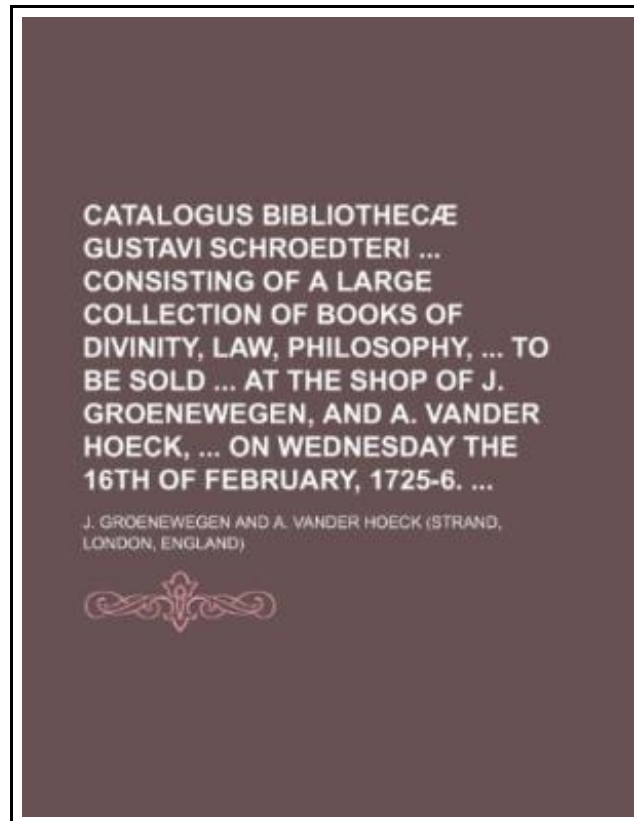 CATALOGUS BIBLIOTHECÆ
GUSTAVI SCHROEDTERI ...
CONSISTING OF A LARGE
COLLECTION OF BOOKS OF
DIVINITY, LAW, PHILOSOPHY, ... TO
BE SOLD ... AT THE SHOP OF J.
GROENEWEGEN, AND A. VANDER
HOECK, ... ON WEDNESDAY THE
16TH OF FEBRUARY, 1725-6. ...
J. GROENEWEGEN AND A. VANDER HOECK (STRAND,
LONDON, ENGLAND)